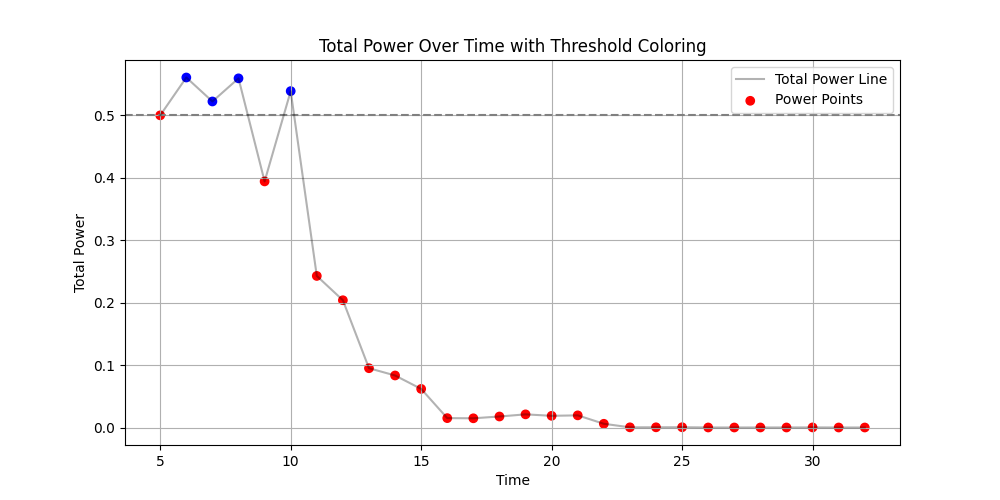 Total Power Over Time with Threshold Coloring
Total Power Line
Power Points
0.5
0.4
0.3
0.2
0.1
0.0
Total Power
5 10 15 20 25 30
Time